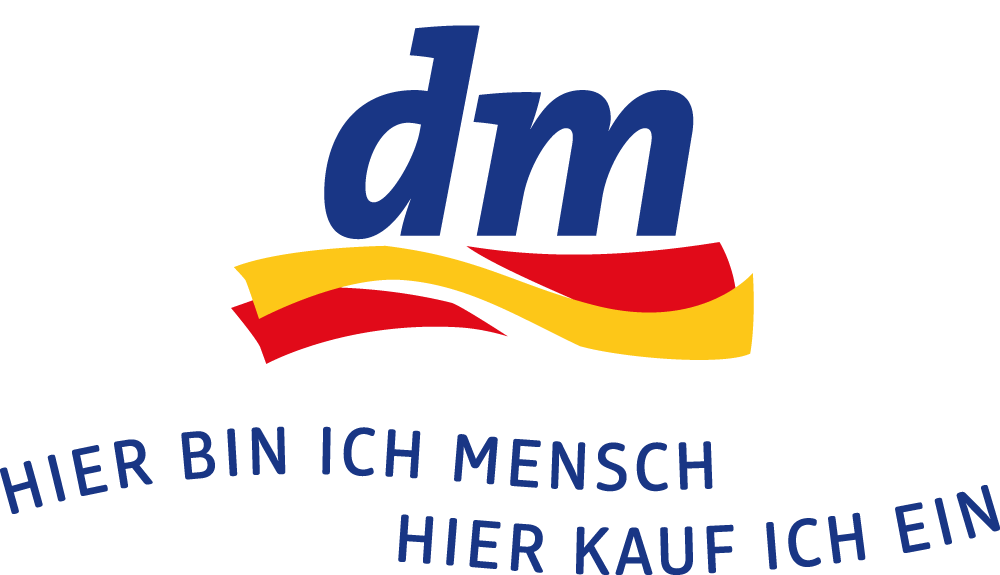 dm
HIER BIN ICH MENSCH
HIER KAUF ICH EIN